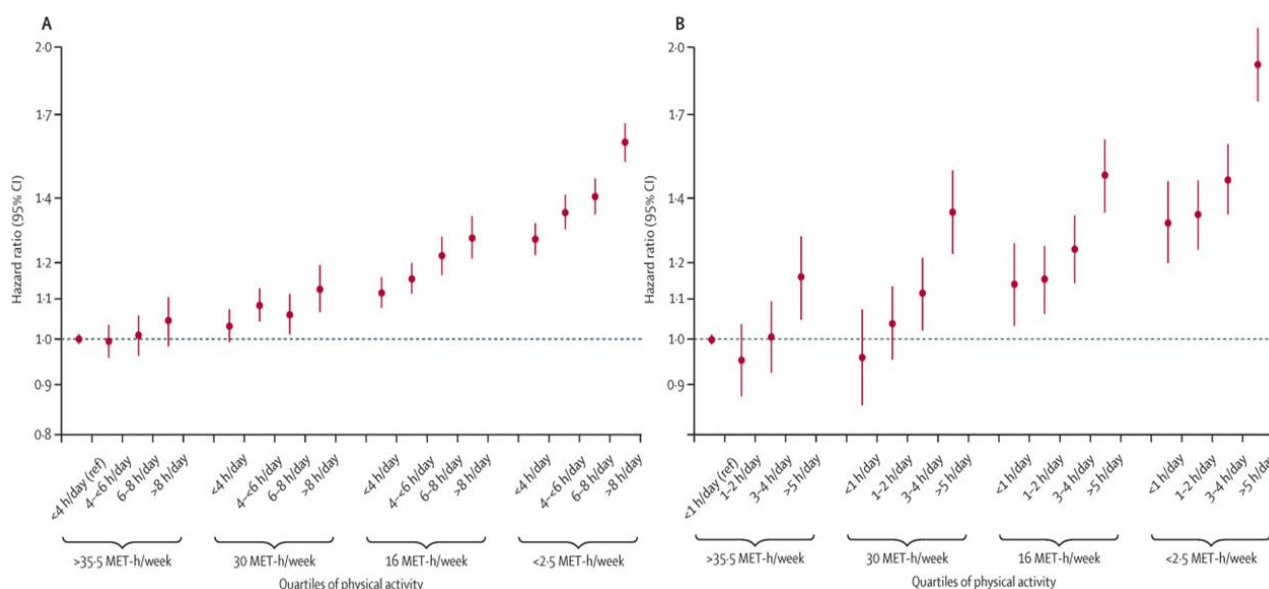 A
2·0
1·7
1·4
1·2
1·1
1·0
0·9
0·8
Hazard ratio (95% CI)
<4 h/day (ref)
4–<6 h/day
6–8 h/day
>8 h/day
<4 h/day
4–<6 h/day
6–8 h/day
>8 h/day
<4 h/day
4–<6 h/day
6–8 h/day
>8 h/day
<4 h/day
4–<6 h/day
6–8 h/day
>8 h/day
>35·5 MET-h/week
30 MET-h/week
16 MET-h/week
<2·5 MET-h/week
Quartiles of physical activity
B
2·0
1·7
1·4
1·2
1·1
1·0
0·9
Hazard ratio (95% CI)
<1 h/day (ref)
1–2 h/day
3–4 h/day
>5 h/day
<1 h/day
1–2 h/day
3–4 h/day
>5 h/day
<1 h/day
1–2 h/day
3–4 h/day
>5 h/day
<1 h/day
1–2 h/day
3–4 h/day
>5 h/day
>35·5 MET-h/week
30 MET-h/week
16 MET-h/week
<2·5 MET-h/week
Quartiles of physical activity